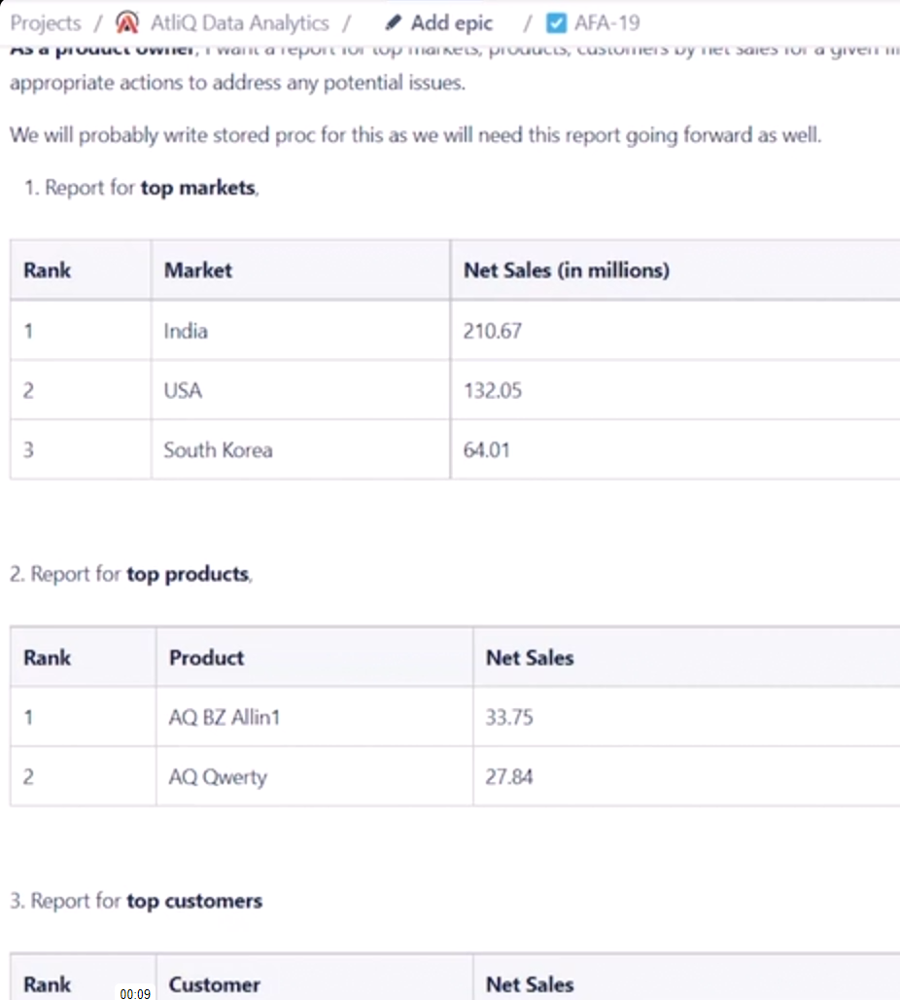 Projects / AtliQ Data Analytics / Add epic / AFA-19
As a product owner, I want a report for top markets, products, customers by net sales for a given
appropriate actions to address any potential issues.
We will probably write stored proc for this as we will need this report going forward as well.
1. Report for top markets,
Rank Market Net Sales (in millions)
1 India 210.67
2 USA 132.05
3 South Korea 64.01
2. Report for top products,
Rank Product Net Sales
1 AQ BZ Allin1 33.75
2 AQ Qwerty 27.84
3. Report for top customers
Rank Customer Net Sales
00:09